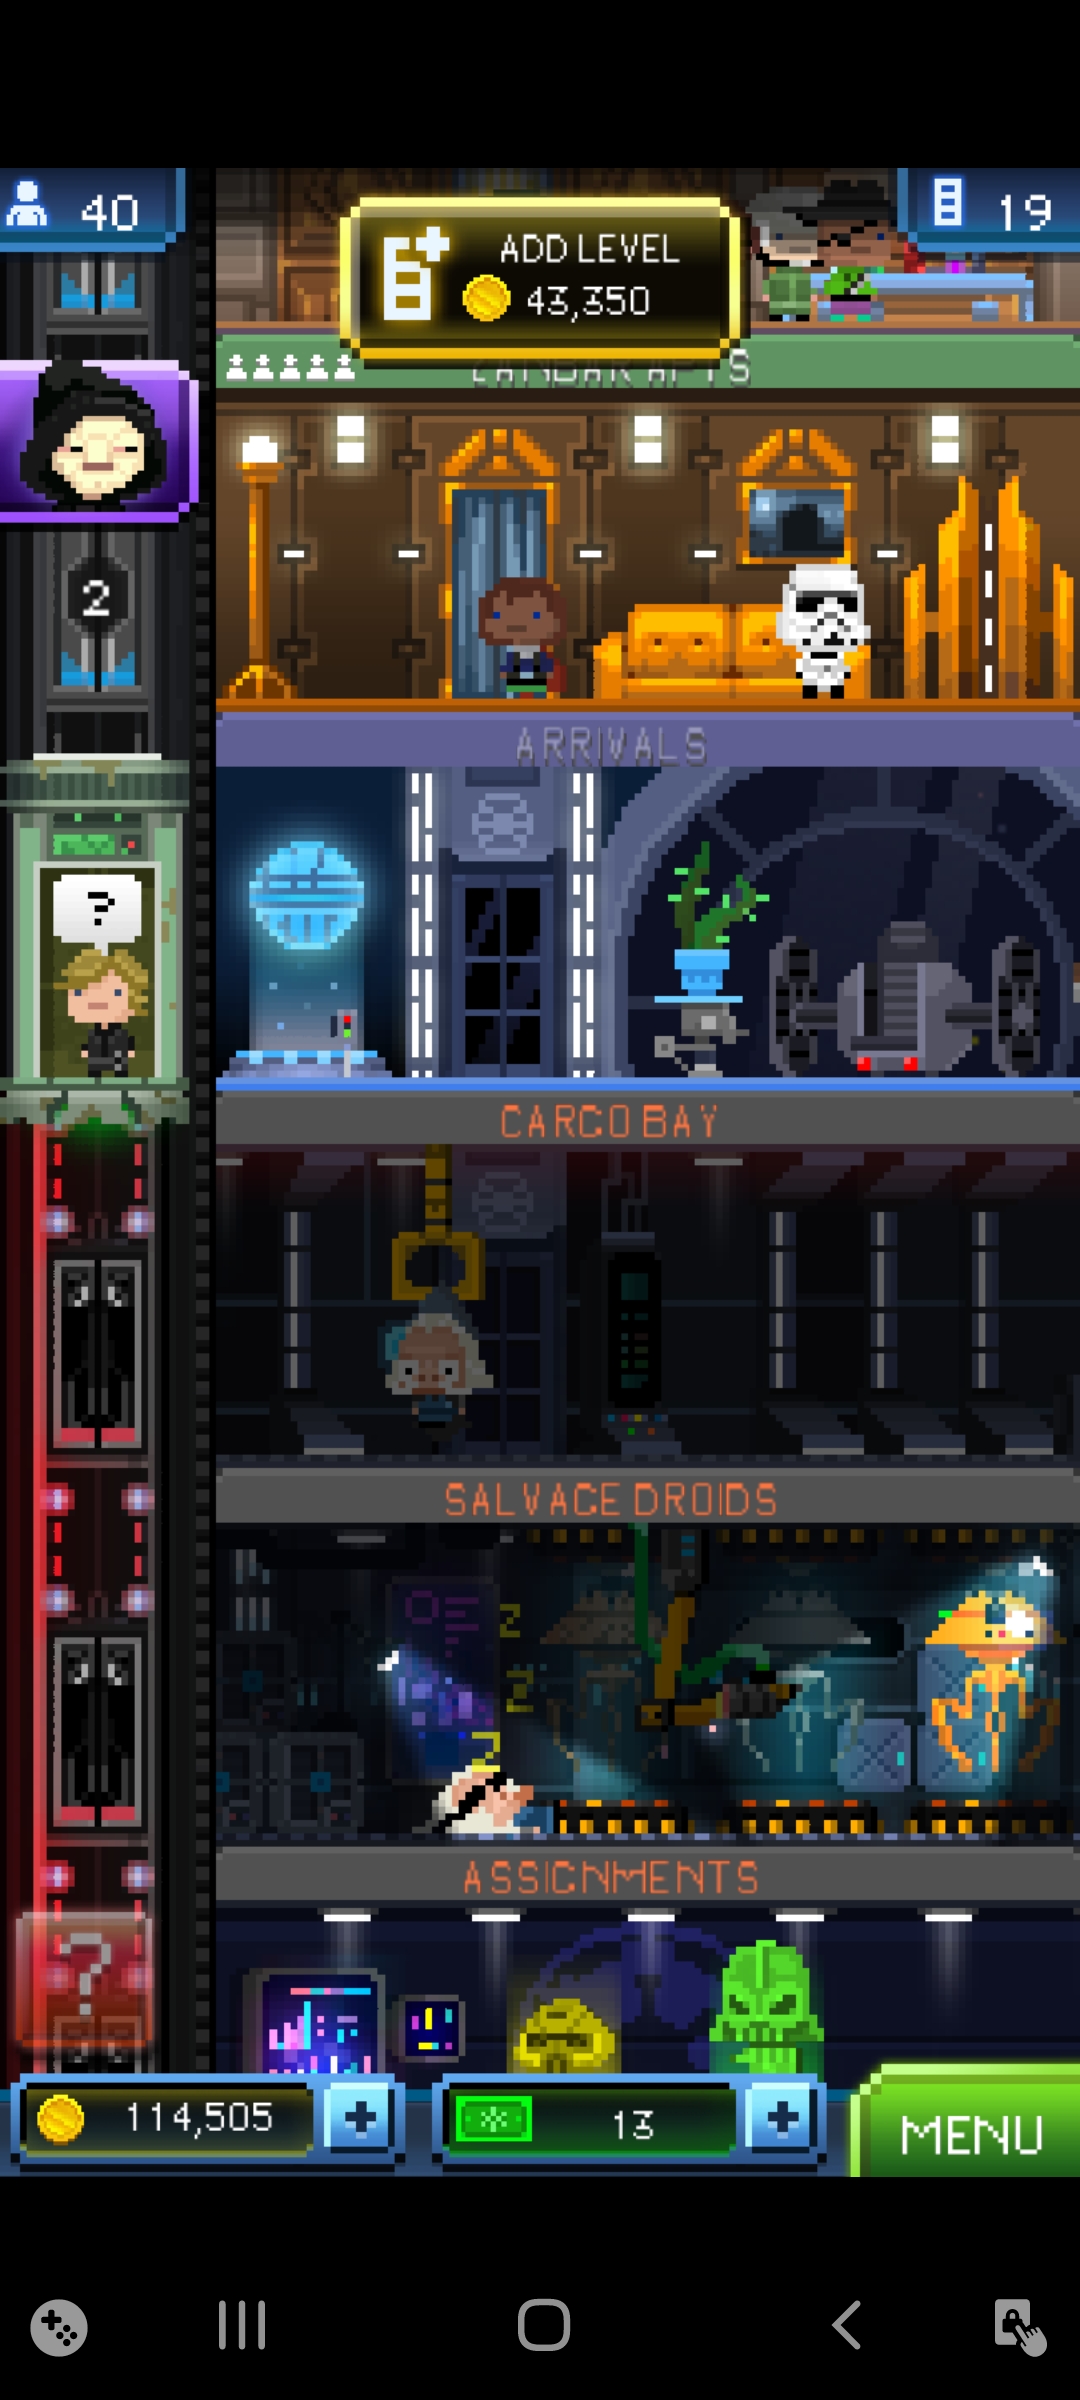 40
ADD LEVEL
43,350
19
2
ARRIVALS
?
CARGO BAY
SALVAGE DROIDS
Z
Z
Z
ASSIGNMENTS
?
114,505
13
MENU